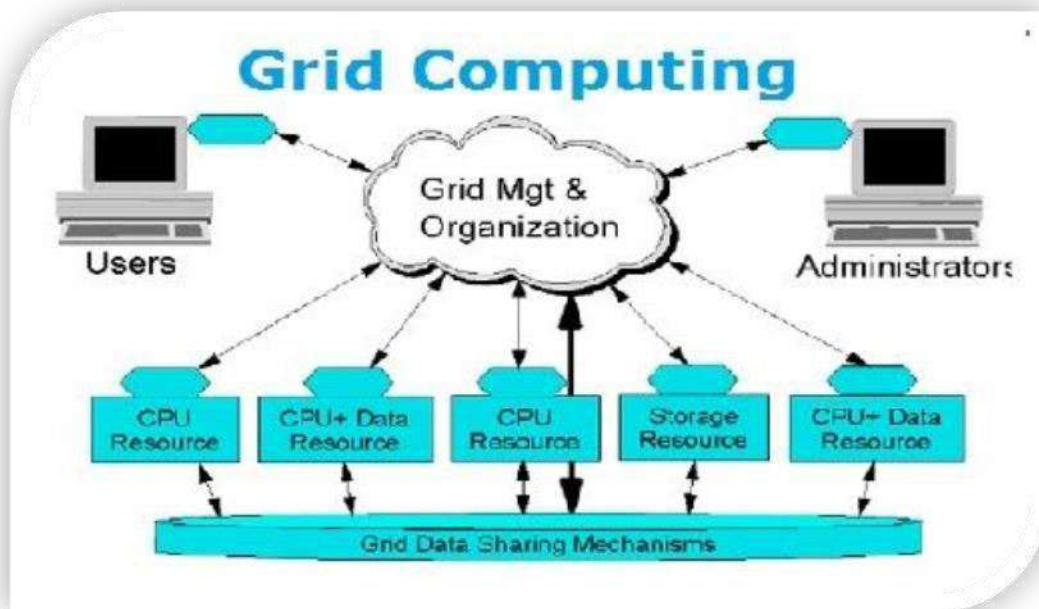 Grid Computing
Grid Mgt &
Organization
Users
Administrators
CPU
Resource
CPU+ Data
Resource
CPU
Resource
Storage
Resource
CPU+ Data
Resource
Grid Data Sharing Mechanisms